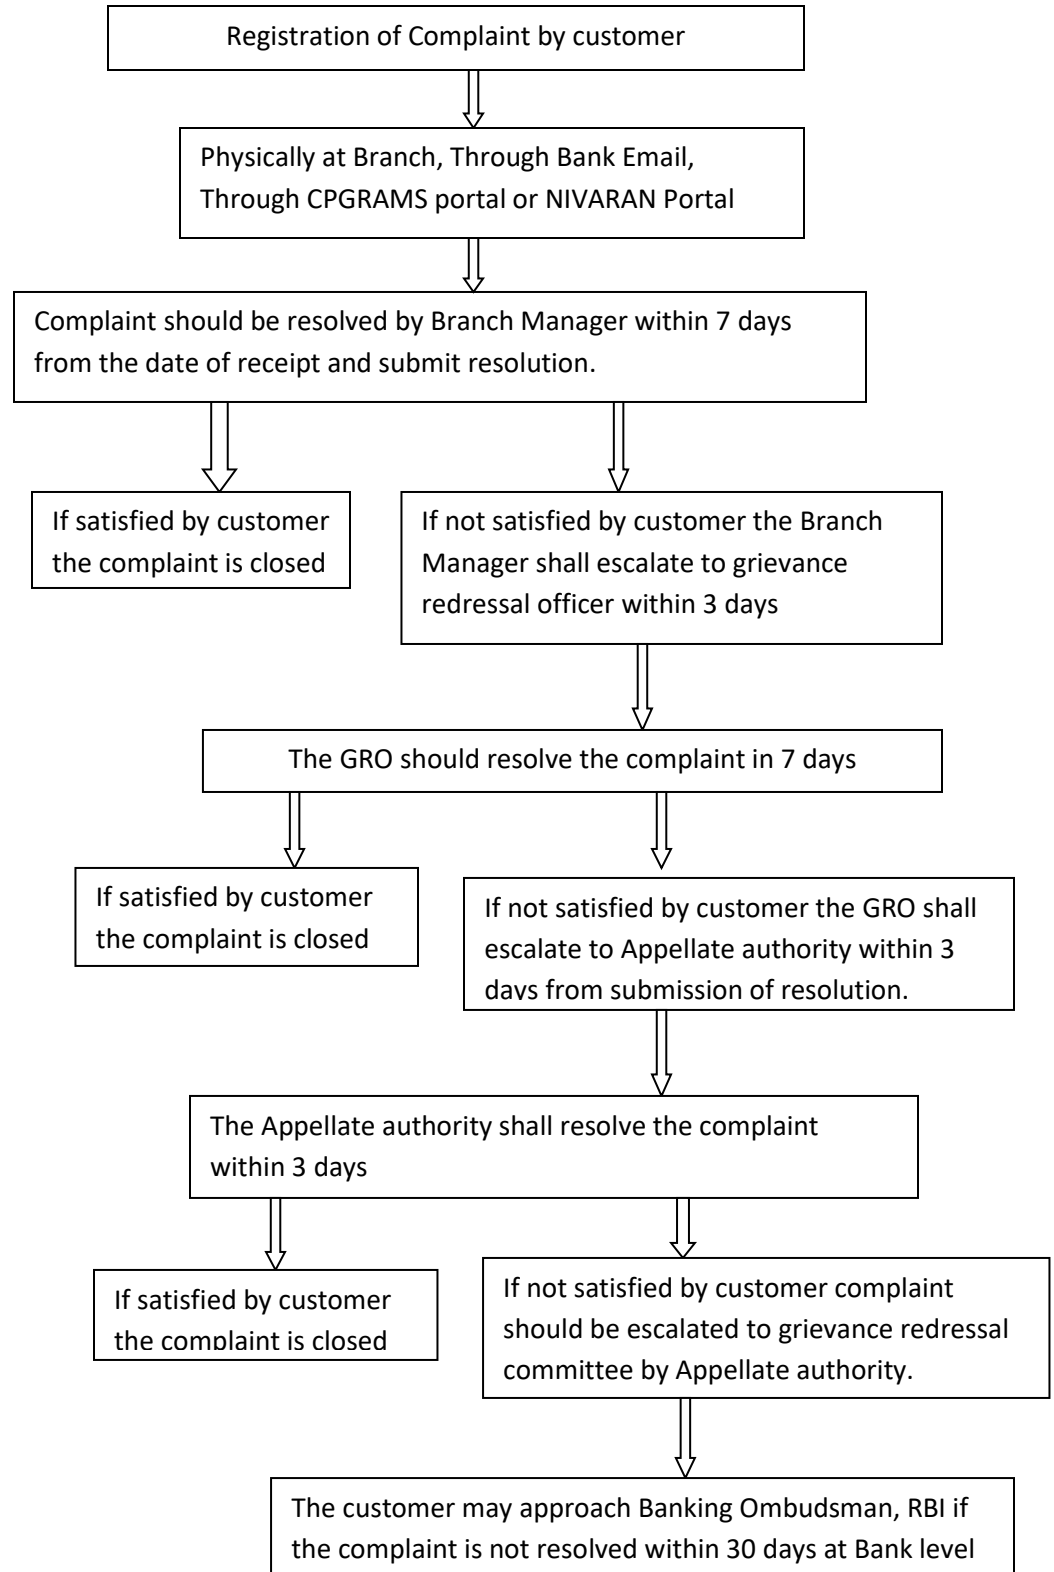 Registration of Complaint by customer
Physically at Branch, Through Bank Email,
Through CPGRAMS portal or NIVARAN Portal
Complaint should be resolved by Branch Manager within 7 days
from the date of receipt and submit resolution.
If satisfied by customer
the complaint is closed
If not satisfied by customer the Branch
Manager shall escalate to grievance
redressal officer within 3 days
The GRO should resolve the complaint in 7 days
If satisfied by customer
the complaint is closed
If not satisfied by customer the GRO shall
escalate to Appellate authority within 3
days from submission of resolution.
The Appellate authority shall resolve the complaint
within 3 days
If satisfied by customer
the complaint is closed
If not satisfied by customer complaint
should be escalated to grievance redressal
committee by Appellate authority.
The customer may approach Banking Ombudsman, RBI if
the complaint is not resolved within 30 days at Bank level